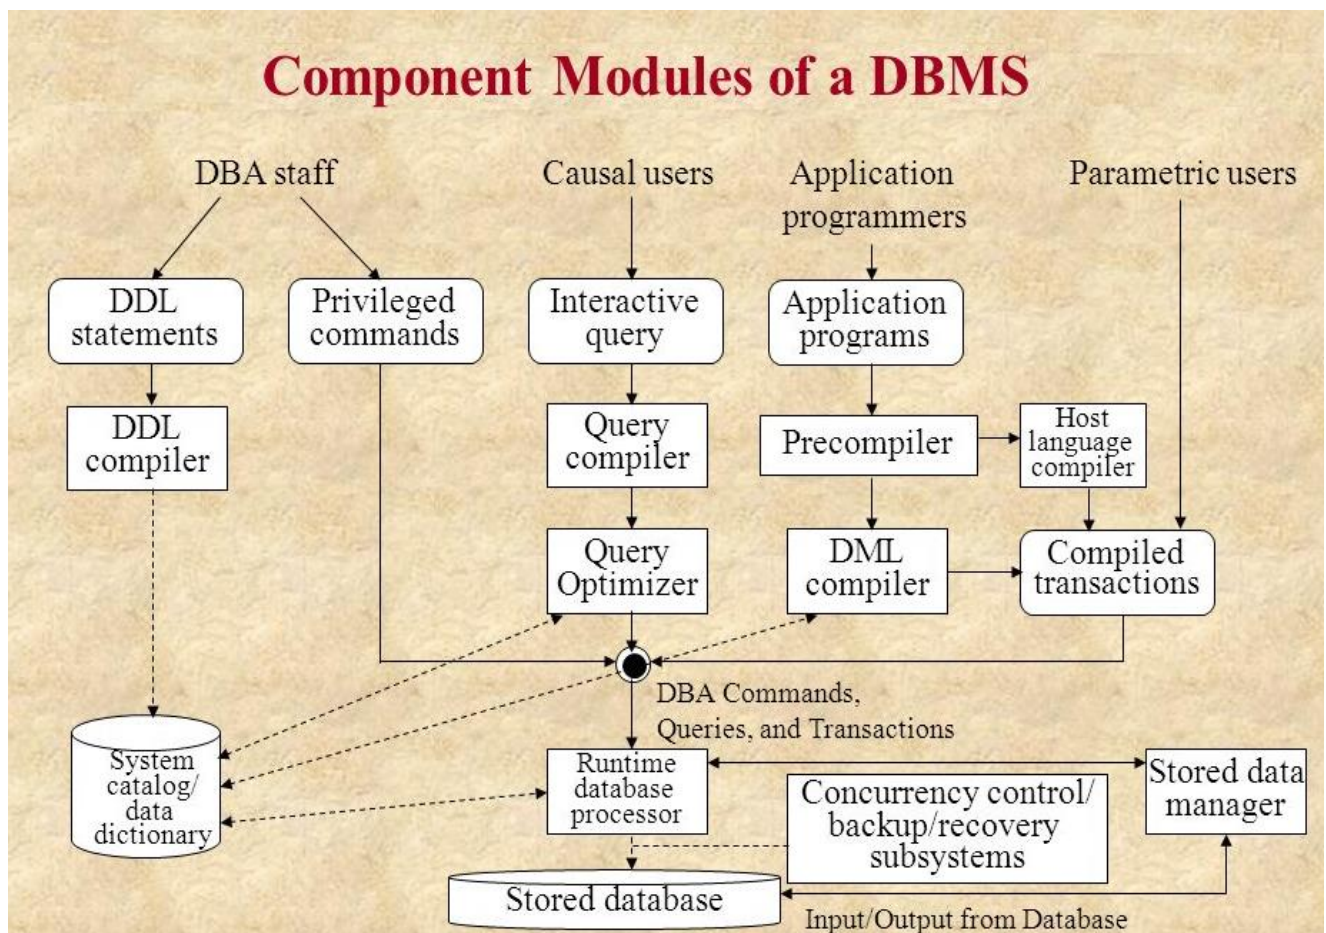 Component Modules of a DBMS
DBA staff
Causal users
Application
programmers
Parametric users
DDL
statements
Privileged
commands
Interactive
query
Application
programs
DDL
compiler
Query
compiler
Precompiler
Host
language
compiler
Query
Optimizer
DML
compiler
Compiled
transactions
DBA Commands,
Queries, and Transactions
System
catalog/
data
dictionary
Runtime
database
processor
Concurrency control/
backup/recovery
subsystems
Stored data
manager
Stored database
Input/Output from Database